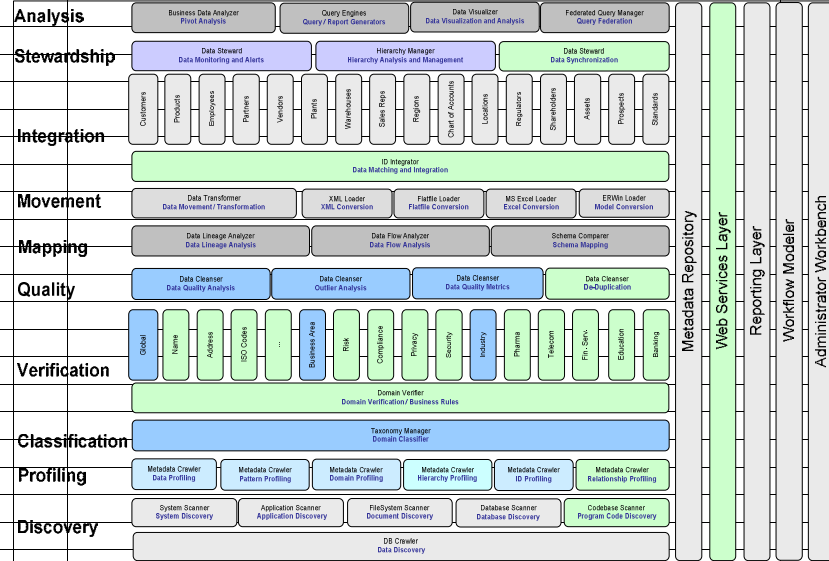 Analysis
Business Data Analyzer
Pivot Analysis
Query Engines
Query / Report Generators
Data Visualizer
Data Visualization and Analysis
Federated Query Manager
Query Federation
Stewardship
Data Steward
Data Monitoring and Alerts
Hierarchy Manager
Hierarchy Analysis and Management
Data Steward
Data Synchronization
Integration
Customers
Products
Employees
Partners
Vendors
Plants
Warehouses
Sales Reps
Regions
Chart of Accounts
Locations
Regulators
Shareholders
Assets
Prospects
Standards
ID Integrator
Data Matching and Integration
Movement
Data Transformer
Data Movement / Transformation
XML Loader
XML Conversion
Flatfile Loader
Flatfile Conversion
MS Excel Loader
Excel Conversion
ERWin Loader
Model Conversion
Mapping
Data Lineage Analyzer
Data Lineage Analysis
Data Flow Analyzer
Data Flow Analysis
Schema Comparer
Schema Mapping
Quality
Data Cleanser
Data Quality Analysis
Data Cleanser
Outlier Analysis
Data Cleanser
Data Quality Metrics
Data Cleanser
De-Duplication
Verification
Global
Name
Address
ISO Codes
...
Business Area
Risk
Compliance
Privacy
Security
Industry
Pharma
Telecom
Fin. Serv.
Education
Banking
Domain Verifier
Domain Verification / Business Rules
Classification
Taxonomy Manager
Domain Classifier
Profiling
Metadata Crawler
Data Profiling
Metadata Crawler
Pattern Profiling
Metadata Crawler
Domain Profiling
Metadata Crawler
Hierarchy Profiling
Metadata Crawler
ID Profiling
Metadata Crawler
Relationship Profiling
Discovery
System Scanner
System Discovery
Application Scanner
Application Discovery
FileSystem Scanner
Document Discovery
Database Scanner
Database Discovery
Codebase Scanner
Program Code Discovery
DB Crawler
Data Discovery
Metadata Repository
Web Services Layer
Reporting Layer
Workflow Modeler
Administrator Workbench